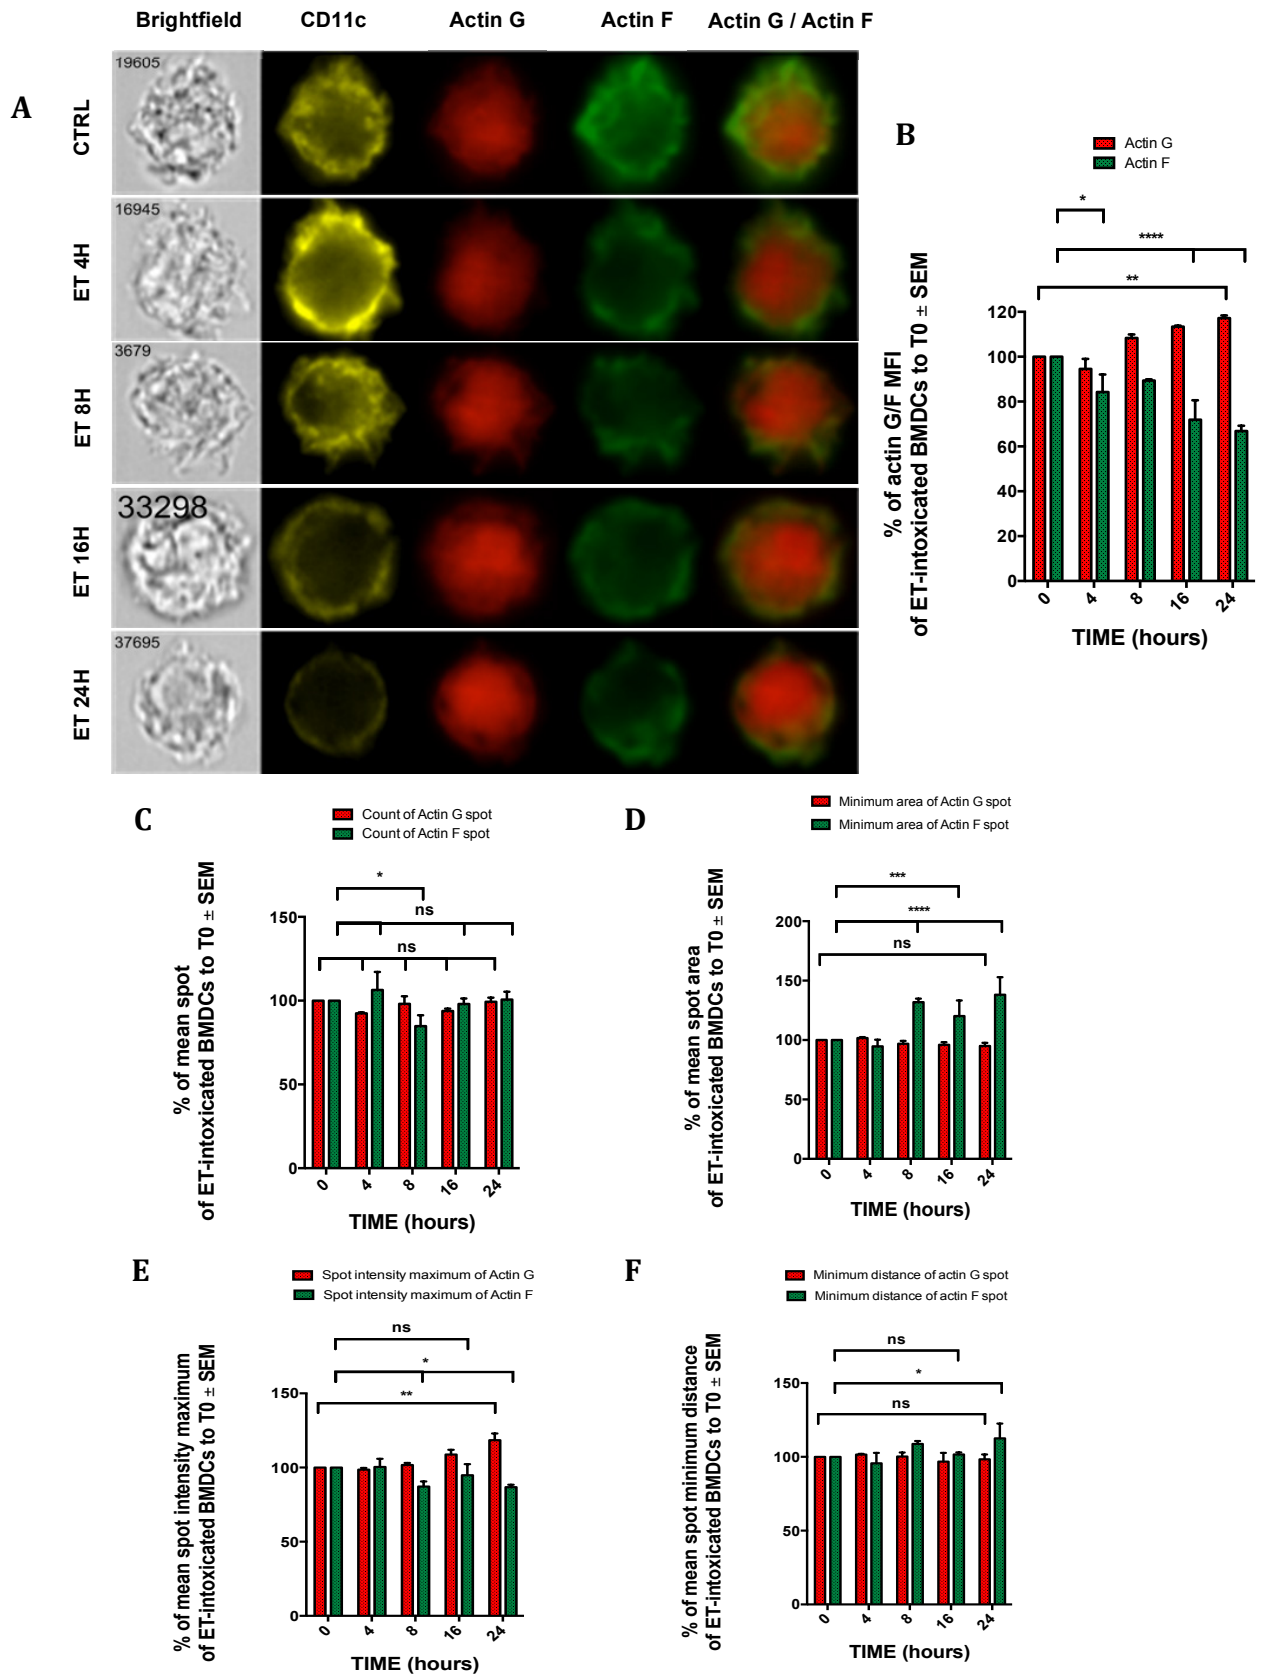 Brightfield CD11c Actin G Actin F Actin G / Actin F
A
CTRL
19605
ET 4H
16945
ET 8H
3679
ET 16H
33298
ET 24H
37695
B
Actin G
Actin F
*
****
**
% of actin G/F MFI
of ET-intoxicated BMDCs to T0 ± SEM
120
100
80
60
40
20
0
0 4 8 16 24
TIME (hours)
C
Count of Actin G spot
Count of Actin F spot
*
ns
ns
% of mean spot
of ET-intoxicated BMDCs to T0 ± SEM
150
100
50
0
0 4 8 16 24
TIME (hours)
D
Minimum area of Actin G spot
Minimum area of Actin F spot
***
****
ns
% of mean spot area
of ET-intoxicated BMDCs to T0 ± SEM
200
150
100
50
0
0 4 8 16 24
TIME (hours)
E
Spot intensity maximum of Actin G
Spot intensity maximum of Actin F
ns
*
**
% of mean spot intensity maximum
of ET-intoxicated BMDCs to T0 ± SEM
150
100
50
0
0 4 8 16 24
TIME (hours)
F
Minimum distance of actin G spot
Minimum distance of actin F spot
ns
*
ns
% of mean spot minimum distance
of ET-intoxicated BMDCs to T0 ± SEM
150
100
50
0
0 4 8 16 24
TIME (hours)